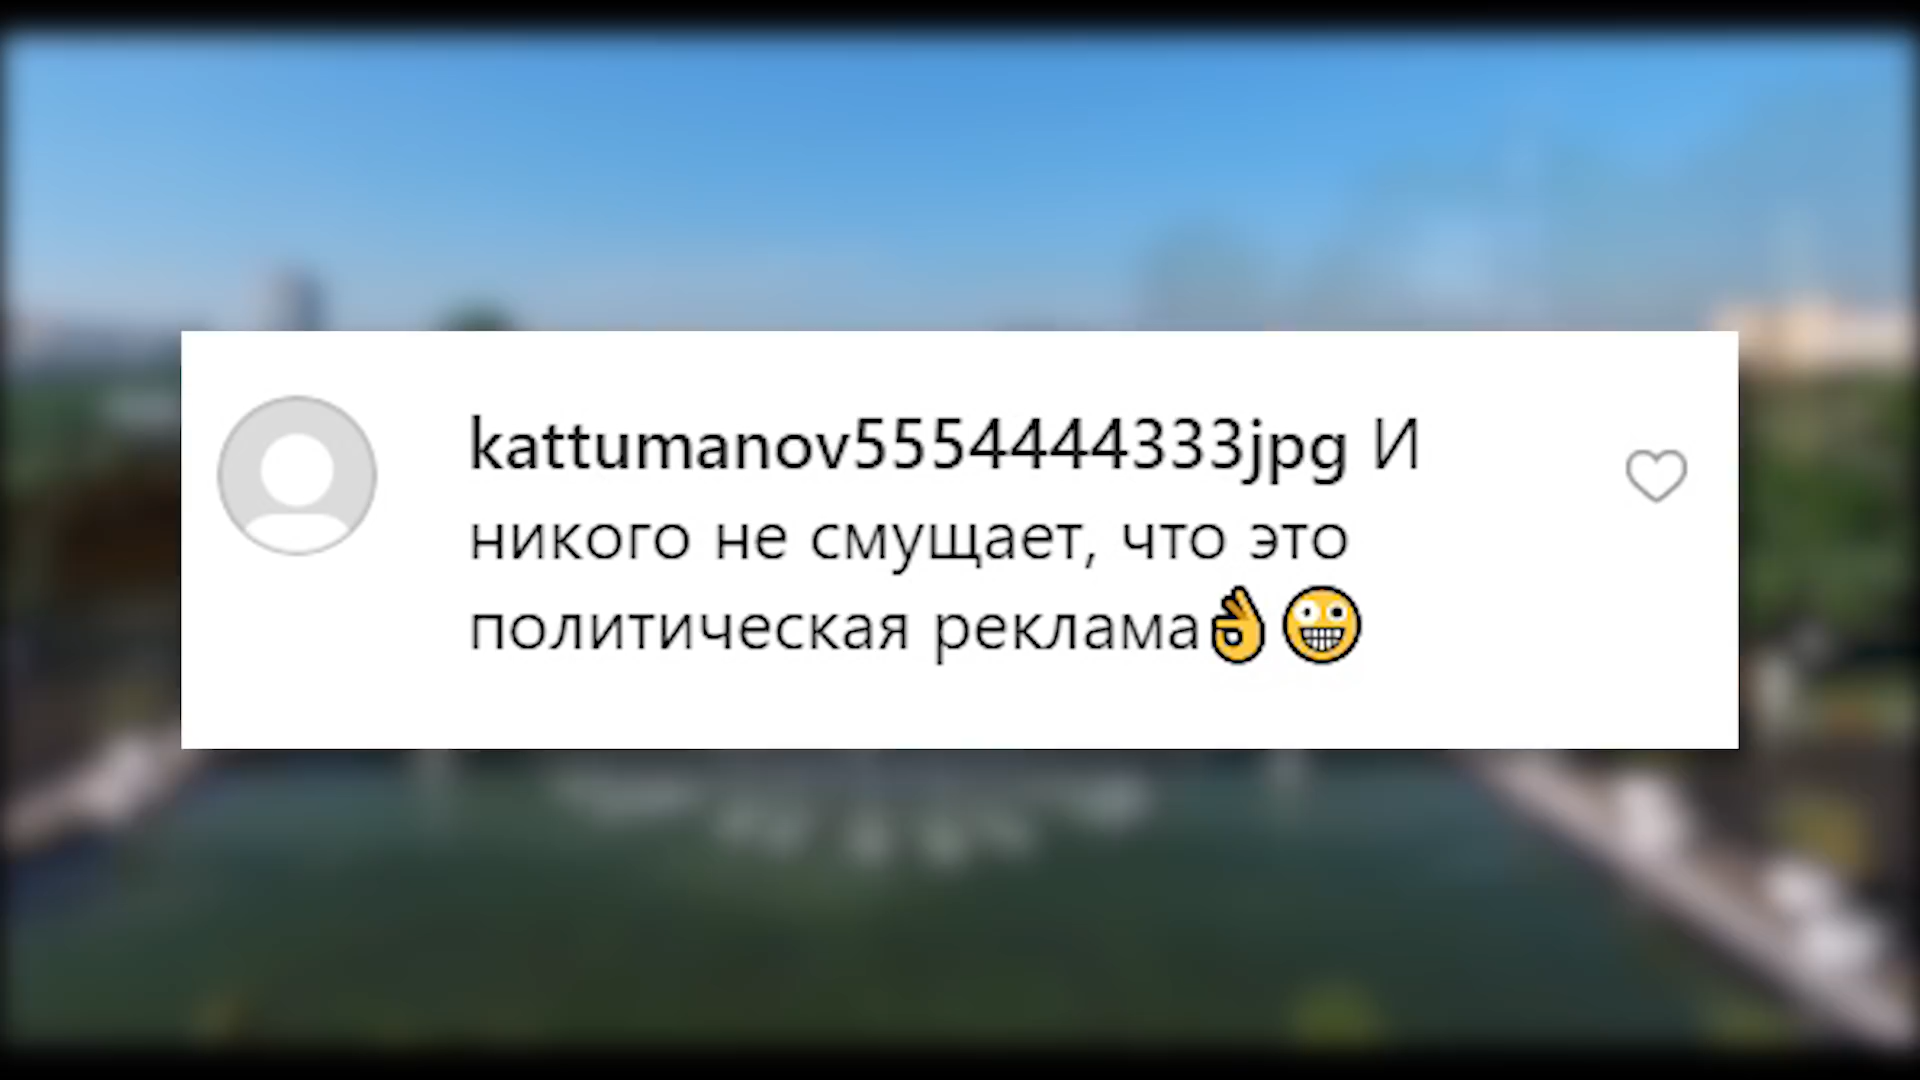 kattumanov5554444333jpg И
никого не смущает, что это
политическая реклама👌😀